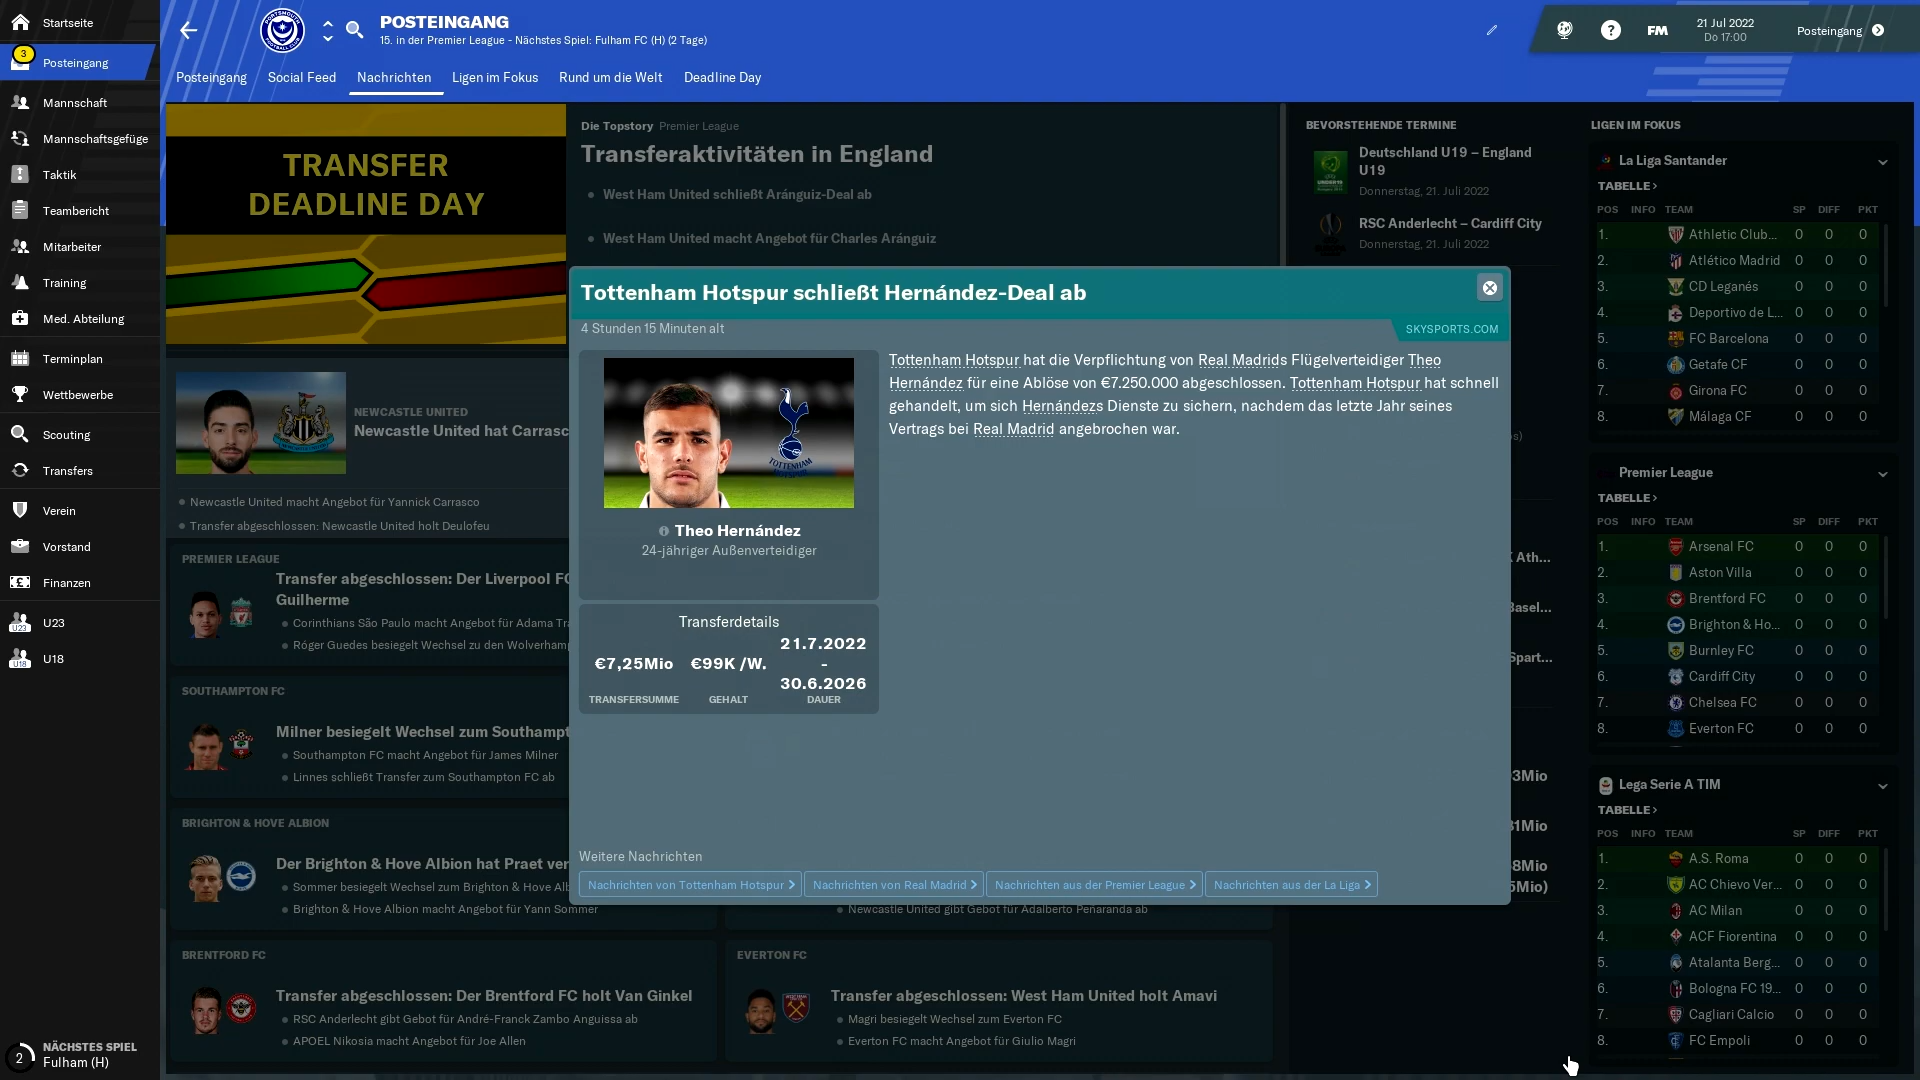 Startseite
3
Posteingang
Mannschaft
Mannschaftsgefüge
Taktik
Teambericht
Mitarbeiter
Training
Med. Abteilung
Terminplan
Wettbewerbe
Scouting
Transfers
Verein
Vorstand
Finanzen
U23
U18
2
NÄCHSTES SPIEL
Fulham (H)
POSTEINGANG
15. in der Premier League - Nächstes Spiel: Fulham FC (H) (2 Tage)
FM
21 Jul 2022
Do 17:00
Posteingang
Posteingang Social Feed Nachrichten Ligen im Fokus Rund um die Welt Deadline Day
TRANSFER
DEADLINE DAY
Die Topstory Premier League
Transferaktivitäten in England
West Ham United schließt Aránguiz-Deal ab
West Ham United macht Angebot für Charles Aránguiz
NEWCASTLE UNITED
Newcastle United hat Carrasc
Newcastle United macht Angebot für Yannick Carrasco
Transfer abgeschlossen: Newcastle United holt Deulofeu
PREMIER LEAGUE
Transfer abgeschlossen: Der Liverpool FC
Guilherme
Corinthians São Paulo macht Angebot für Adama Tra
Róger Guedes besiegelt Wechsel zu den Wolverham
SOUTHAMPTON FC
Milner besiegelt Wechsel zum Southampt
Southampton FC macht Angebot für James Milner
Linnes schließt Transfer zum Southampton FC ab
BRIGHTON & HOVE ALBION
Der Brighton & Hove Albion hat Praet ver
Sommer besiegelt Wechsel zum Brighton & Hove Alb
Brighton & Hove Albion macht Angebot für Yann Sommer
Newcastle United gibt Gebot für Adalberto Peñaranda ab
BRENTFORD FC
Transfer abgeschlossen: Der Brentford FC holt Van Ginkel
RSC Anderlecht gibt Gebot für André-Franck Zambo Anguissa ab
APOEL Nikosia macht Angebot für Joe Allen
EVERTON FC
Transfer abgeschlossen: West Ham United holt Amavi
Magri besiegelt Wechsel zum Everton FC
Everton FC macht Angebot für Giulio Magri
Tottenham Hotspur schließt Hernández-Deal ab
4 Stunden 15 Minuten alt
SKYSPORTS.COM
Tottenham Hotspur hat die Verpflichtung von Real Madrids Flügelverteidiger Theo
Hernández für eine Ablöse von €7.250.000 abgeschlossen. Tottenham Hotspur hat schnell
gehandelt, um sich Hernándezs Dienste zu sichern, nachdem das letzte Jahr seines
Vertrags bei Real Madrid angebrochen war.
TOTTENHAM
HOTSPUR
Theo Hernández
24-jähriger Außenverteidiger
Transferdetails
€7,25Mio €99K /W. 21.7.2022 - 30.6.2026
TRANSFERSUMME GEHALT DAUER
Weitere Nachrichten
Nachrichten von Tottenham Hotspur
Nachrichten von Real Madrid
Nachrichten aus der Premier League
Nachrichten aus der La Liga
BEVORSTEHENDE TERMINE
Deutschland U19 – England
U19
Donnerstag, 21. Juli 2022
RSC Anderlecht – Cardiff City
Donnerstag, 21. Juli 2022
s)
Ath...
Basel...
Spart...
3Mio
1Mio
8Mio
5Mio)
LIGEN IM FOKUS
La Liga Santander
TABELLE
POS INFO TEAM SP DIFF PKT
1. Athletic Club... 0 0 0
2. Atlético Madrid 0 0 0
3. CD Leganés 0 0 0
4. Deportivo de L... 0 0 0
5. FC Barcelona 0 0 0
6. Getafe CF 0 0 0
7. Girona FC 0 0 0
8. Málaga CF 0 0 0
Premier League
TABELLE
POS INFO TEAM SP DIFF PKT
1. Arsenal FC 0 0 0
2. Aston Villa 0 0 0
3. Brentford FC 0 0 0
4. Brighton & Ho... 0 0 0
5. Burnley FC 0 0 0
6. Cardiff City 0 0 0
7. Chelsea FC 0 0 0
8. Everton FC 0 0 0
Lega Serie A TIM
TABELLE
POS INFO TEAM SP DIFF PKT
1. A.S. Roma 0 0 0
2. AC Chievo Ver... 0 0 0
3. AC Milan 0 0 0
4. ACF Fiorentina 0 0 0
5. Atalanta Berg... 0 0 0
6. Bologna FC 19... 0 0 0
7. Cagliari Calcio 0 0 0
8. FC Empoli 0 0 0